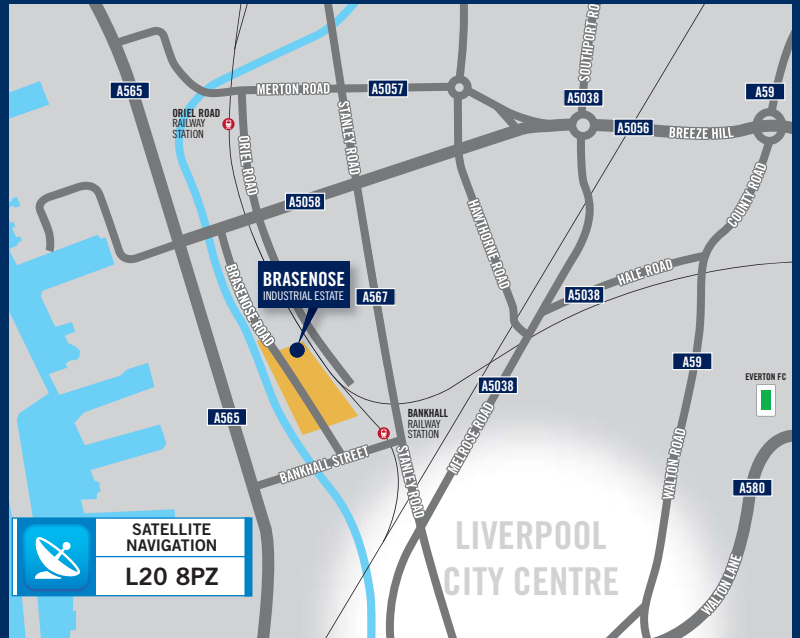 SOUTHPORT RO
A565
MERTON ROAD
A5057
A5038
A59
ORIEL ROAD
RAILWAY
STATION
STANLEY ROAD
A5056
BREEZE HILL
ORIEL ROAD
A5058
HAWTHORNE ROAD
COUNTY ROAD
BRASENOSE ROAD
BRASENOSE
INDUSTRIAL ESTATE
A567
A5038
HALE ROAD
A59
A5038
EVERTON FC
A565
BANKHALL
RAILWAY
STATION
MELROSE ROAD
BANKHALL STREET
STANLEY ROAD
WALTON ROAD
A580
SATELLITE
NAVIGATION
L20 8PZ
LIVERPOOL
CITY CENTRE
WALTON LANE